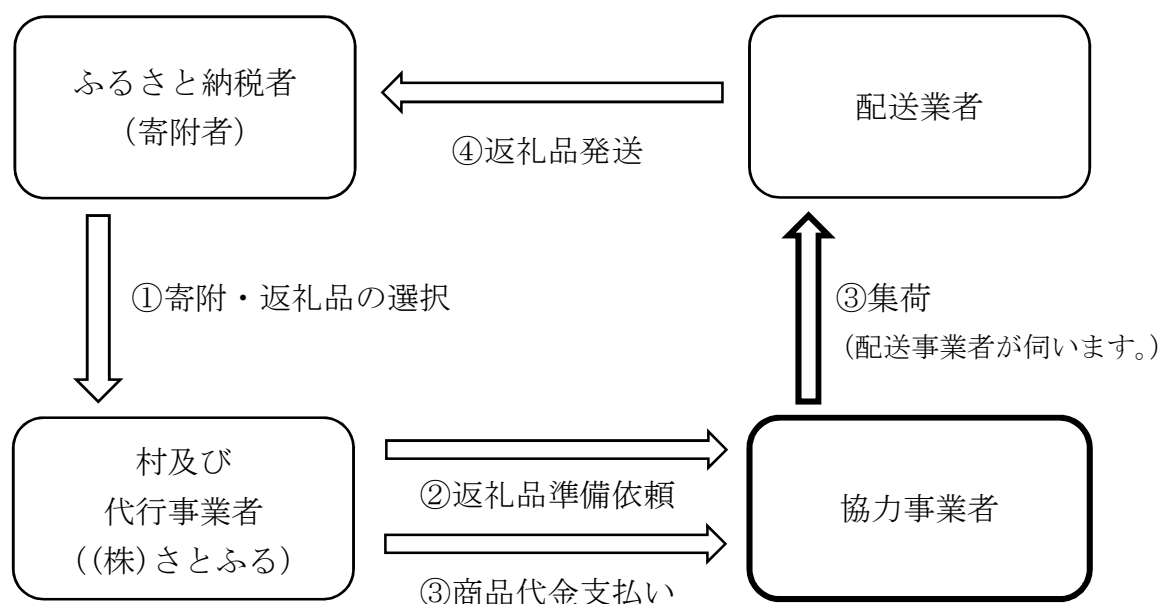 ふるさと納税者
（寄附者）
配送業者
④返礼品発送
①寄附・返礼品の選択
③集荷
（配送事業者が伺います。）
村及び
代行事業者
（（株）さとふる）
②返礼品準備依頼
③商品代金支払い
協力事業者